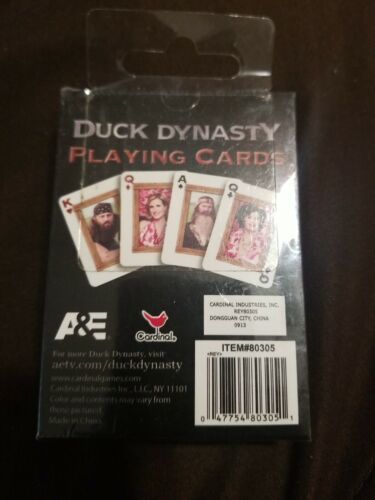 DUCK DYNASTY
PLAYING CARDS
K
Q
A
Q
Q
CARDINAL INDUSTRIES, INC.
REY80305
DONGGUAN CITY, CHINA
0913
A&E
Cardinal
ITEM#80305
<REY>
For more Duck Dynasty, visit
aetv.com/duckdynasty
www.cardinalgames.com
Cardinal Industries Inc., L.I.C., NY 11101
Color and contents may vary from
those pictured.
Made in China.
0 47754 80305 1